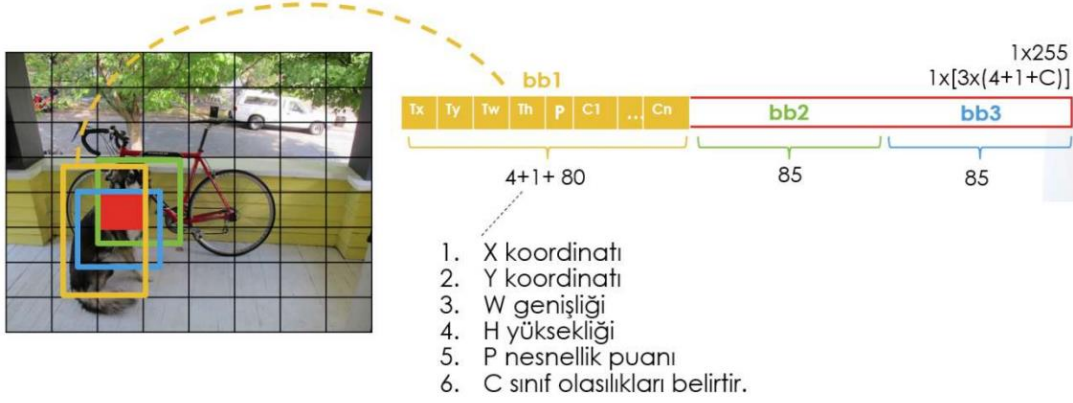 1x255
1x[3x(4+1+C)]
bb1
Tx Ty Tw Th P C1 ... Cn bb2 bb3
4+1+ 80 85 85
1. X koordinatı
2. Y koordinatı
3. W genişliği
4. H yüksekliği
5. P nesnellik puanı
6. C sınıf olasılıkları belirtir.